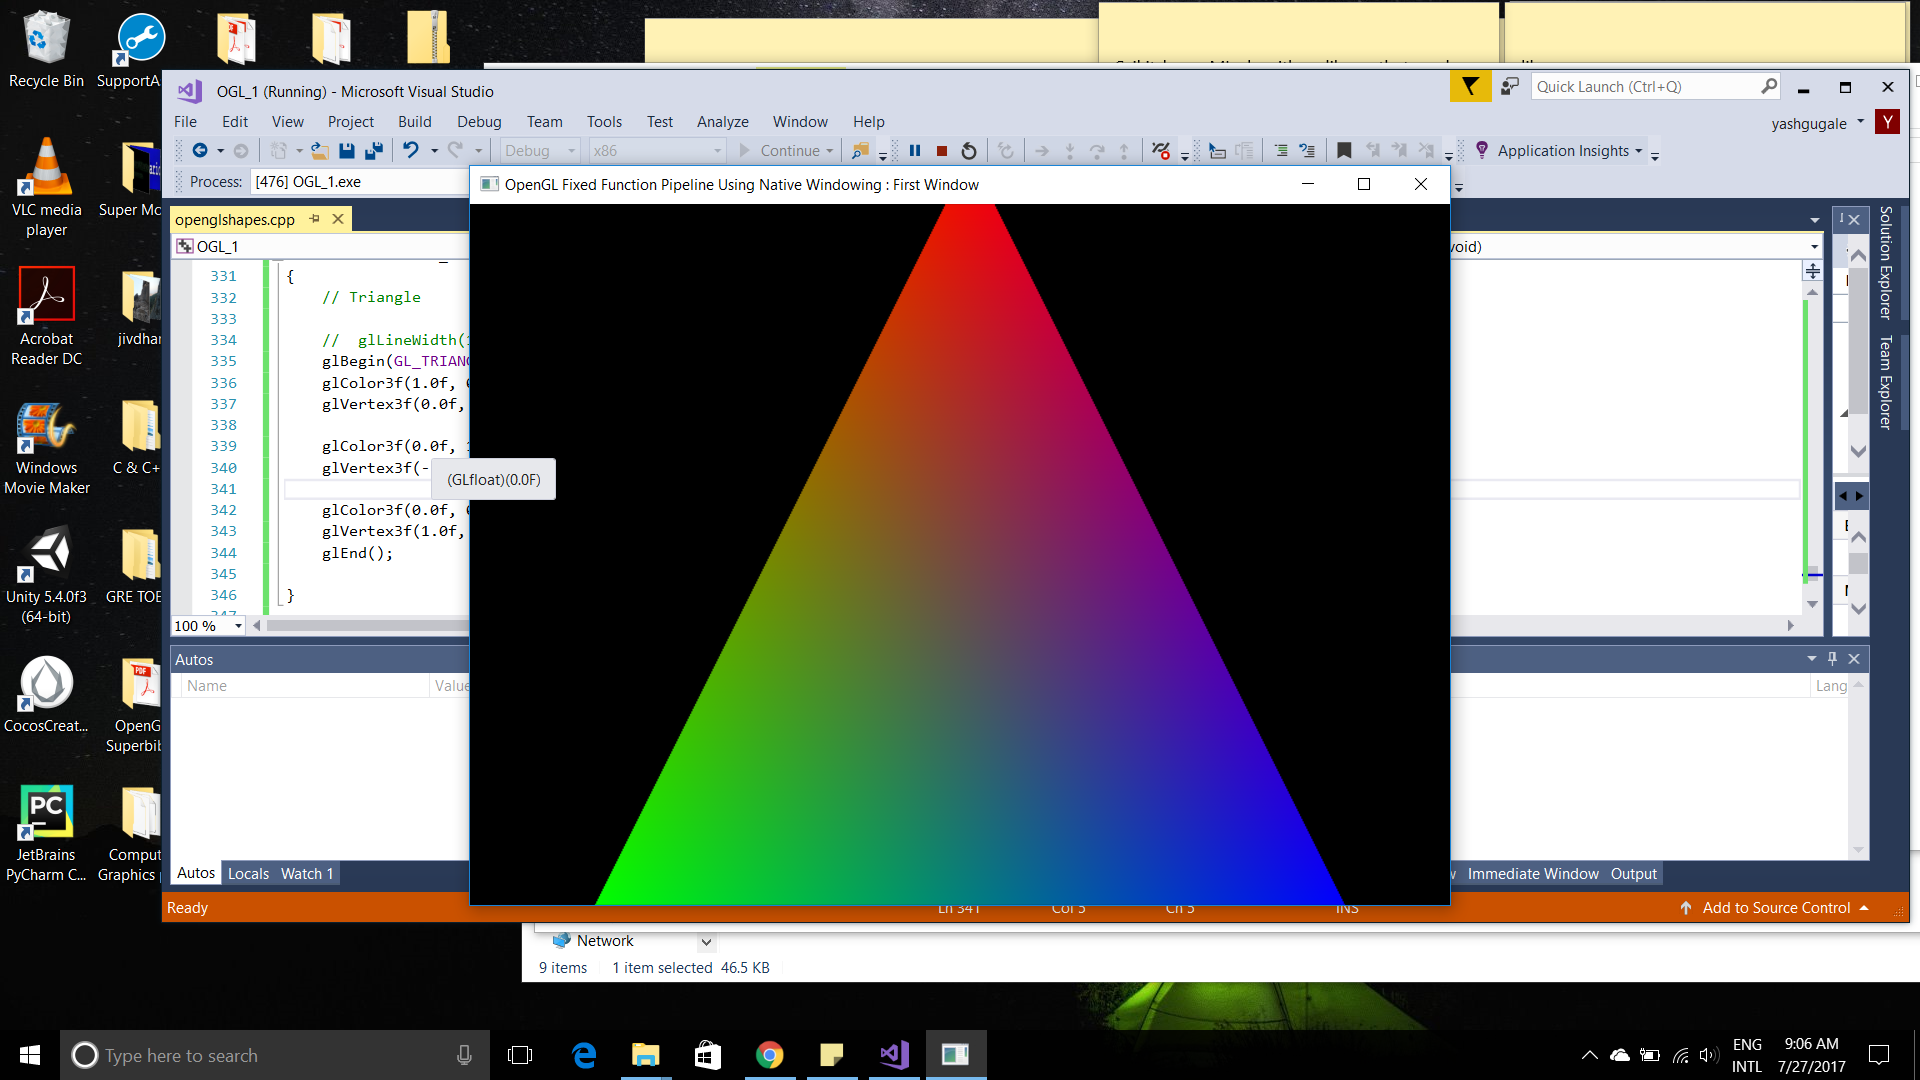 Recycle Bin
SupportA
OGL_1 (Running) - Microsoft Visual Studio
Quick Launch (Ctrl+Q)
File Edit View Project Build Debug Team Tools Test Analyze Window Help
yashgugale
Y
Debug x86 Continue Application Insights
Process: [476] OGL_1.exe
OpenGL Fixed Function Pipeline Using Native Windowing : First Window
openglshapes.cpp
OGL_1
void)
331 {
332 // Triangle
333
334 // glLineWidth(
335 glBegin(GL_TRIANG
336 glColor3f(1.0f,
337 glVertex3f(0.0f,
338
339 glColor3f(0.0f,
340 glVertex3f(-
341
(GLfloat)(0.0F)
342 glColor3f(0.0f,
343 glVertex3f(1.0f,
344 glEnd();
345
346 }
347
100 %
Solution Explorer
Team Explorer
Autos
Name Value Lang
Autos Locals Watch 1
Immediate Window Output
Ready Ln 341 Col 5 Ch 5 INS Add to Source Control
Network
9 items 1 item selected 46.5 KB
VLC media
player
Super Mo
Acrobat
Reader DC
jivdhan
Windows
Movie Maker
C & C+
Unity 5.4.0f3
(64-bit)
GRE TOE
CocosCreat...
OpenG
Superbib
JetBrains
PyCharm C...
Comput
Graphics
Type here to search
ENG
INTL
9:06 AM
7/27/2017